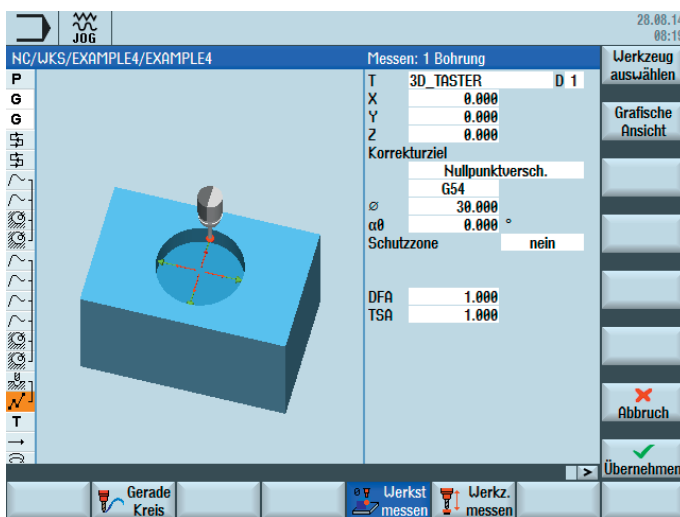 JOG
28.08.14
08:19
NC/WKS/EXAMPLE4/EXAMPLE4
Messen: 1 Bohrung
Werkzeug auswählen
P
G
G
T 3D_TASTER D 1
X 0.000
Y 0.000
Z 0.000
Grafische Ansicht
Korrekturziel
Nullpunktversch.
G54
⌀ 30.000
α0 0.000 °
Schutzzone nein
DFA 1.000
TSA 1.000
T
Abbruch
Übernehmen
>
Gerade Kreis
Werkst messen
Werkz. messen